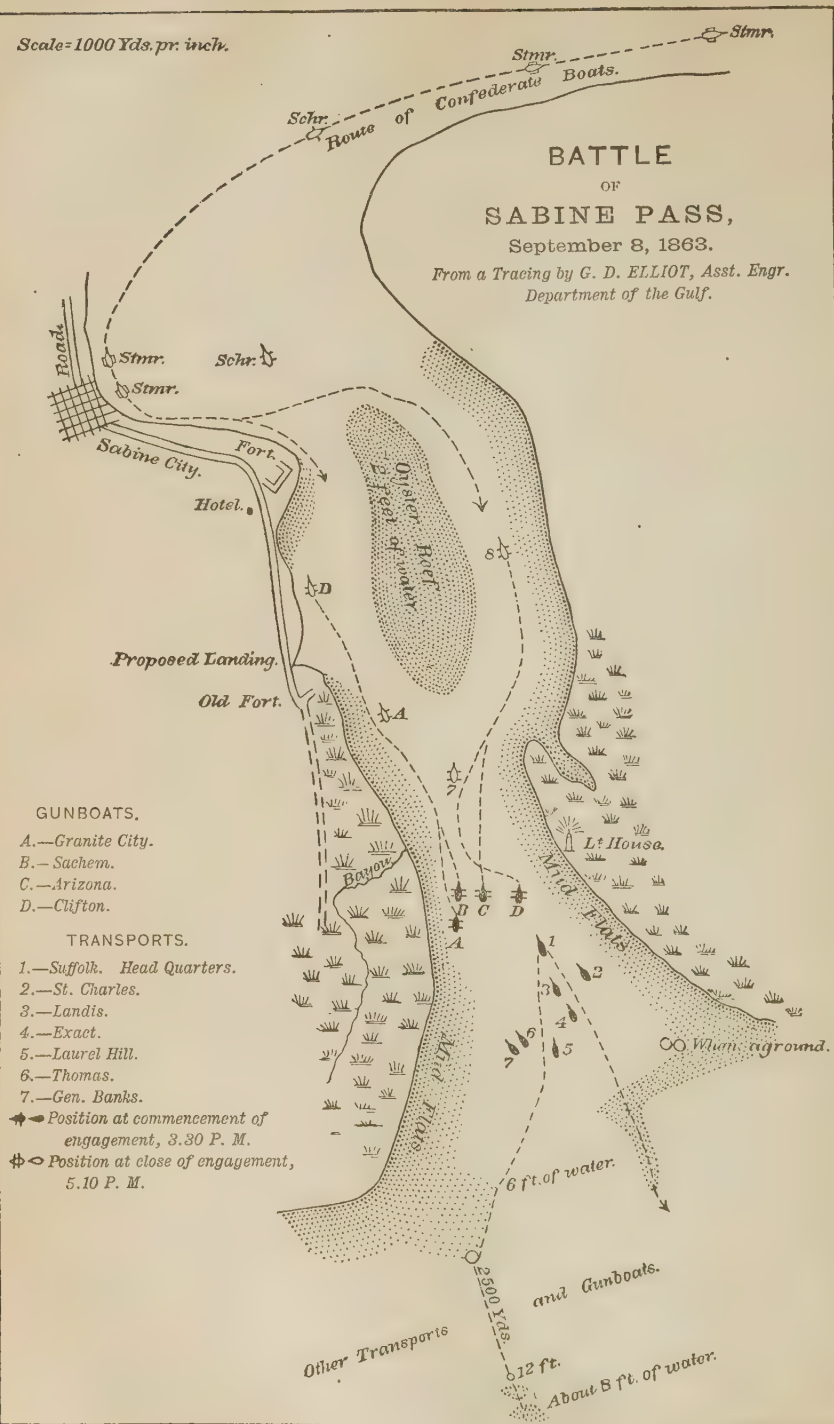 Scale=1000 Yds. pr. inch.
Stmr.
Stmr.
Schr.
Route of Confederate Boats.
BATTLE
OF
SABINE PASS,
September 8, 1863.
From a Tracing by G. D. ELLIOT, Asst. Engr.
Department of the Gulf.
Road.
Stmr.
Schr.
Stmr.
Sabine City.
Fort.
Hotel.
Oyster Reef
2 Feet of water
8
D
Proposed Landing.
Old Fort.
A
7
Lt. House.
Mud Flats
Bayou
B C D
A
GUNBOATS.
A.—Granite City.
B.—Sachem.
C.—Arizona.
D.—Clifton.
TRANSPORTS.
1.—Suffolk. Head Quarters.
2.—St. Charles.
3.—Landis.
4.—Exact.
5.—Laurel Hill.
6.—Thomas.
7.—Gen. Banks.
Position at commencement of
engagement, 3.30 P. M.
Position at close of engagement,
5.10 P. M.
1
2
3
4
5
6
7
When aground.
Mud Flats
6 ft. of water.
2500 Yds.
Other Transports and Gunboats.
12 ft.
About 8 ft. of water.